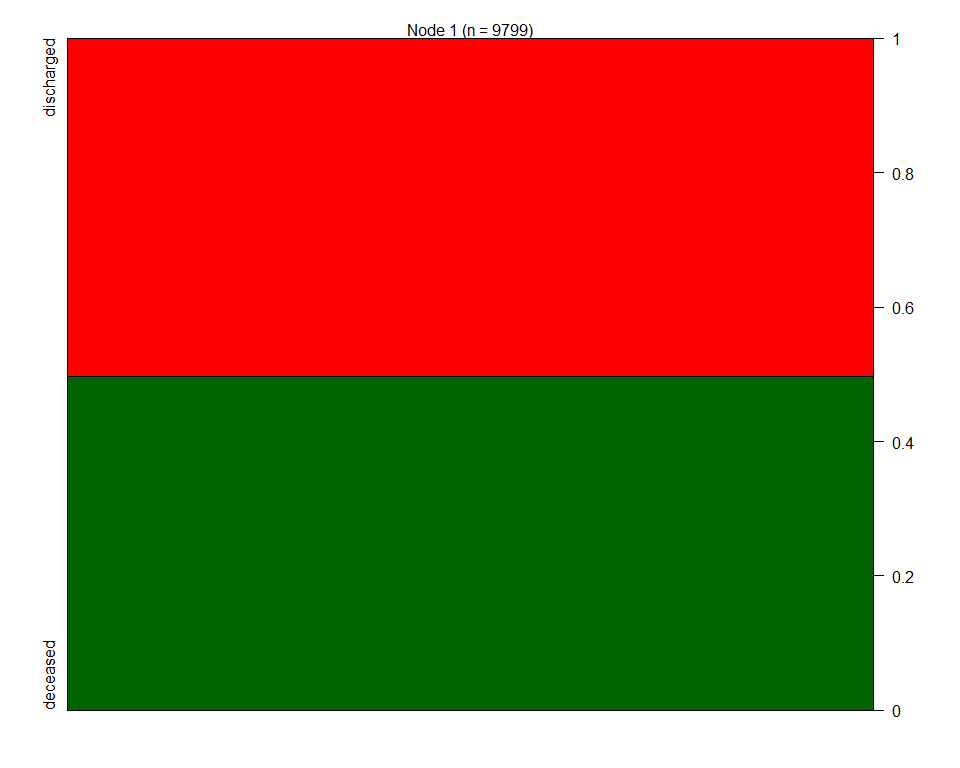 Node 1 (n = 9799)
discharged
deceased
1
0.8
0.6
0.4
0.2
0